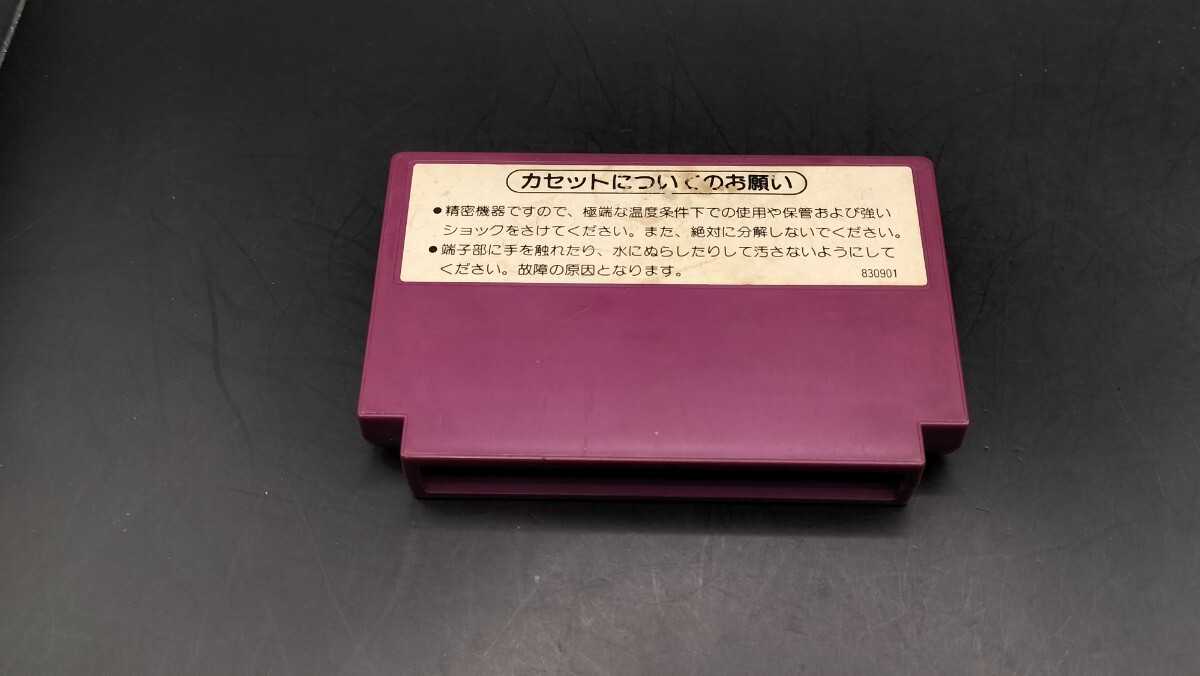 カセットについてのお願い
●精密機器ですので、極端な温度条件下での使用や保管および強い
ショックをさけてください。また、絶対に分解しないでください。
●端子部に手を触れたり、水にぬらしたりして汚さないようにして
ください。故障の原因となります。
830901